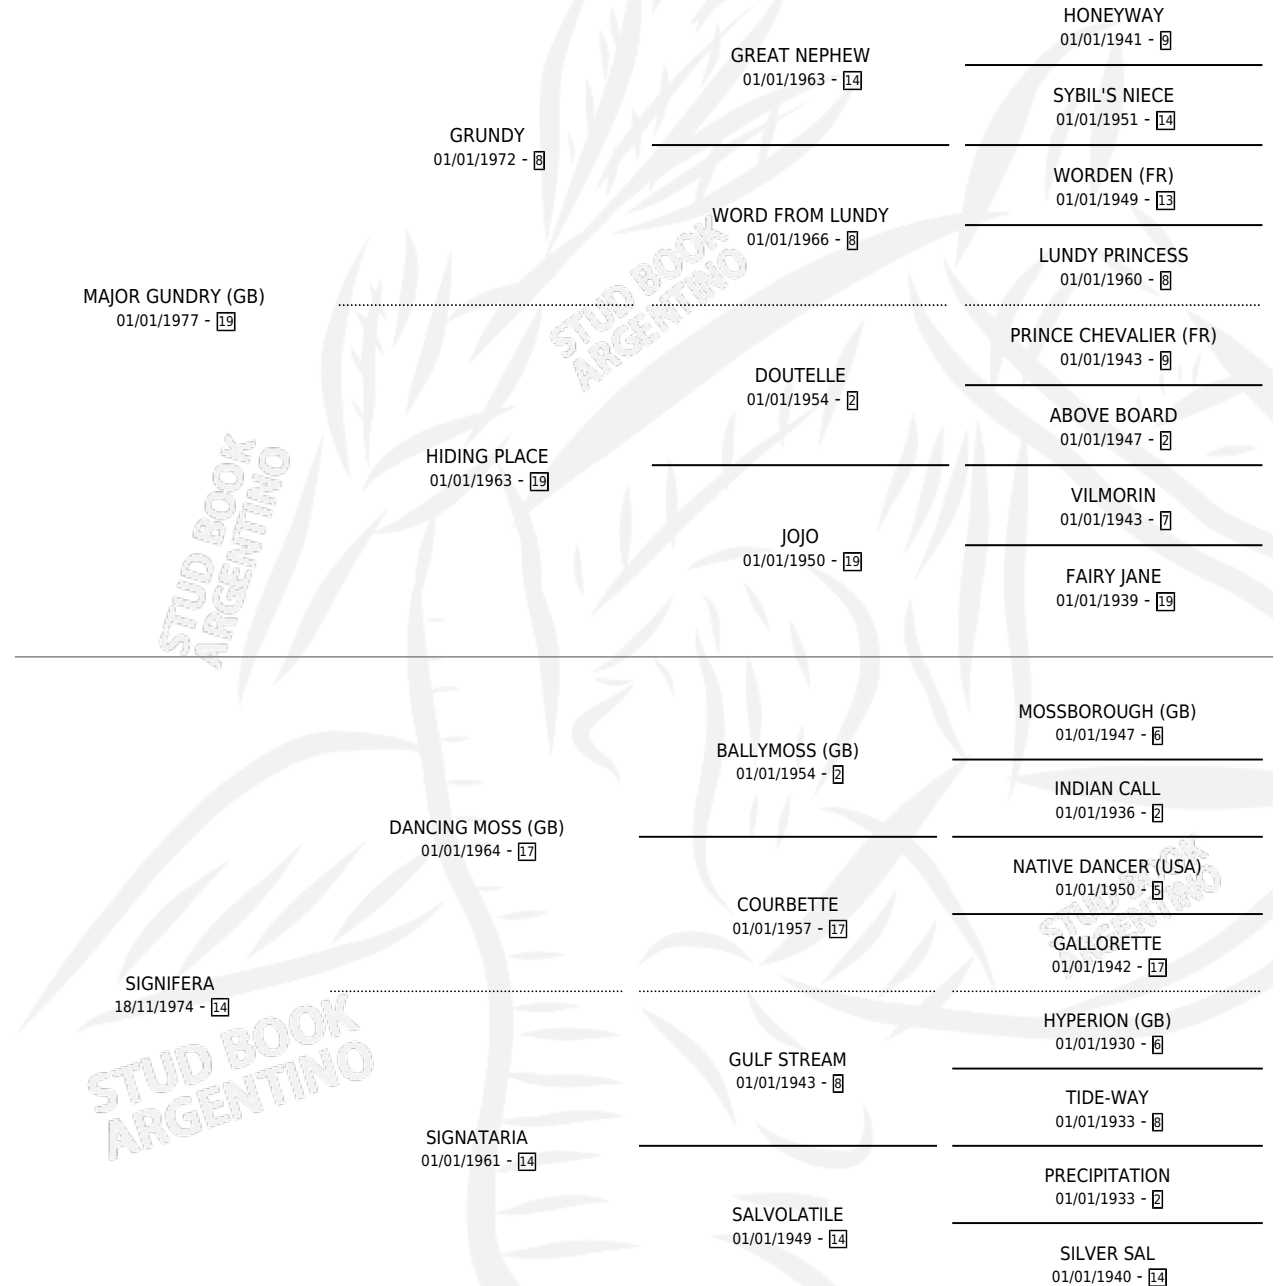 HONEYWAY
01/01/1941 - 9
GREAT NEPHEW
01/01/1963 - 14
SYBIL'S NIECE
01/01/1951 - 14
GRUNDY
01/01/1972 - 8
WORDEN (FR)
01/01/1949 - 13
WORD FROM LUNDY
01/01/1966 - 8
LUNDY PRINCESS
01/01/1960 - 8
MAJOR GUNDRY (GB)
01/01/1977 - 19
STUD BOOK
ARGENTINO
PRINCE CHEVALIER (FR)
01/01/1943 - 9
DOUTELLE
01/01/1954 - 2
ABOVE BOARD
01/01/1947 - 2
HIDING PLACE
01/01/1963 - 19
VILMORIN
01/01/1943 - 7
JOJO
01/01/1950 - 19
FAIRY JANE
01/01/1939 - 19
STUD BOOK
ARGENTINO
MOSSBOROUGH (GB)
01/01/1947 - 6
BALLYMOSS (GB)
01/01/1954 - 2
INDIAN CALL
01/01/1936 - 2
DANCING MOSS (GB)
01/01/1964 - 17
NATIVE DANCER (USA)
01/01/1950 - 5
COURBETTE
01/01/1957 - 17
STUD BOOK
ARGENTINO
GALLORETTE
01/01/1942 - 17
SIGNIFERA
18/11/1974 - 14
HYPERION (GB)
01/01/1930 - 6
GULF STREAM
01/01/1943 - 8
TIDE-WAY
01/01/1933 - 8
STUD BOOK
ARGENTINO
SIGNATARIA
01/01/1961 - 14
PRECIPITATION
01/01/1933 - 2
SALVOLATILE
01/01/1949 - 14
SILVER SAL
01/01/1940 - 14